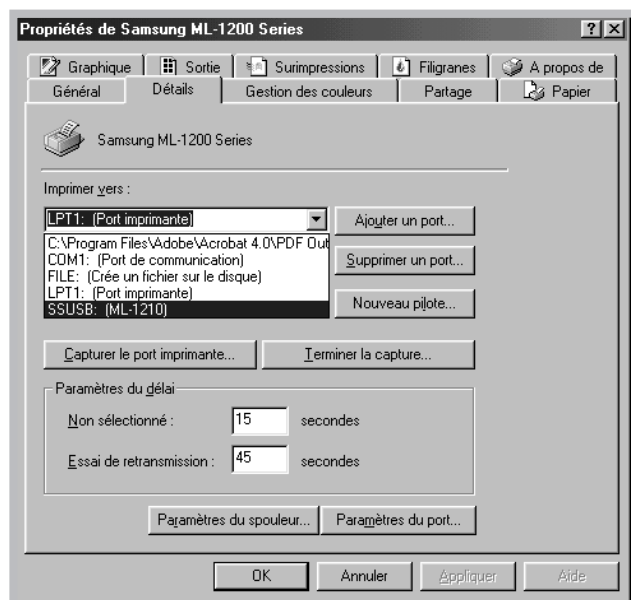 Propriétés de Samsung ML-1200 Series
Graphique Sortie Surimpressions Filigranes A propos de
Général Détails Gestion des couleurs Partage Papier
Samsung ML-1200 Series
Imprimer vers :
LPT1: (Port imprimante)
Ajouter un port...
C:\Program Files\Adobe\Acrobat 4.0\PDF Out
COM1: (Port de communication)
FILE: (Crée un fichier sur le disque)
LPT1: (Port imprimante)
SSUSB: (ML-1210)
Supprimer un port...
Nouveau pilote...
Capturer le port imprimante... Terminer la capture...
Paramètres du délai
Non sélectionné : 15 secondes
Essai de retransmission : 45 secondes
Paramètres du spouleur... Paramètres du port...
OK Annuler Appliquer Aide